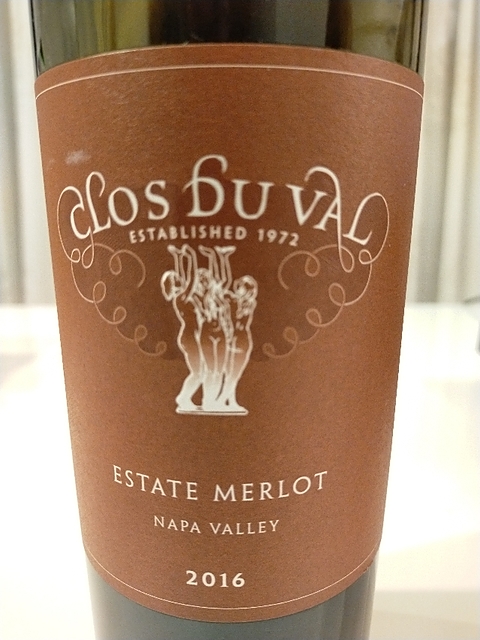 CLOS DU VAL
ESTABLISHED 1972
ESTATE MERLOT
NAPA VALLEY
2016